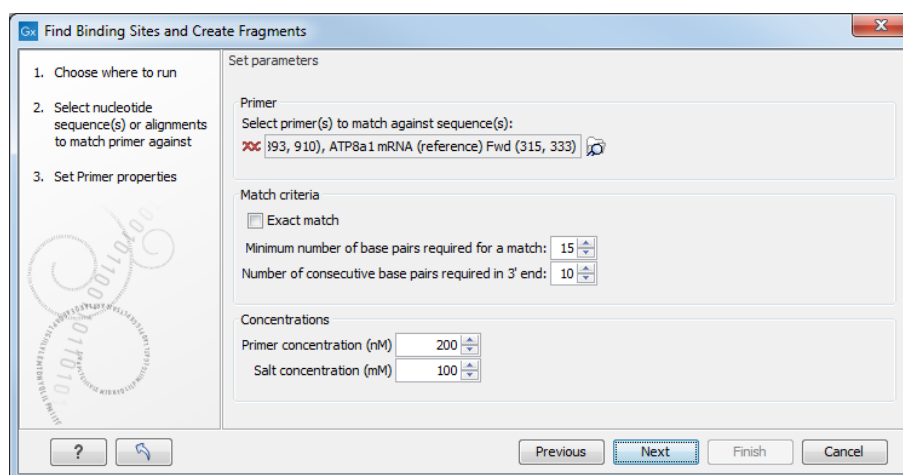 Gx Find Binding Sites and Create Fragments
1. Choose where to run
2. Select nucleotide
sequence(s) or alignments
to match primer against
3. Set Primer properties
Set parameters
Primer
Select primer(s) to match against sequence(s):
393, 910), ATP8a1 mRNA (reference) Fwd (315, 333)
Match criteria
Exact match
Minimum number of base pairs required for a match: 15
Number of consecutive base pairs required in 3' end: 10
Concentrations
Primer concentration (nM) 200
Salt concentration (mM) 100
?
Previous
Next
Finish
Cancel